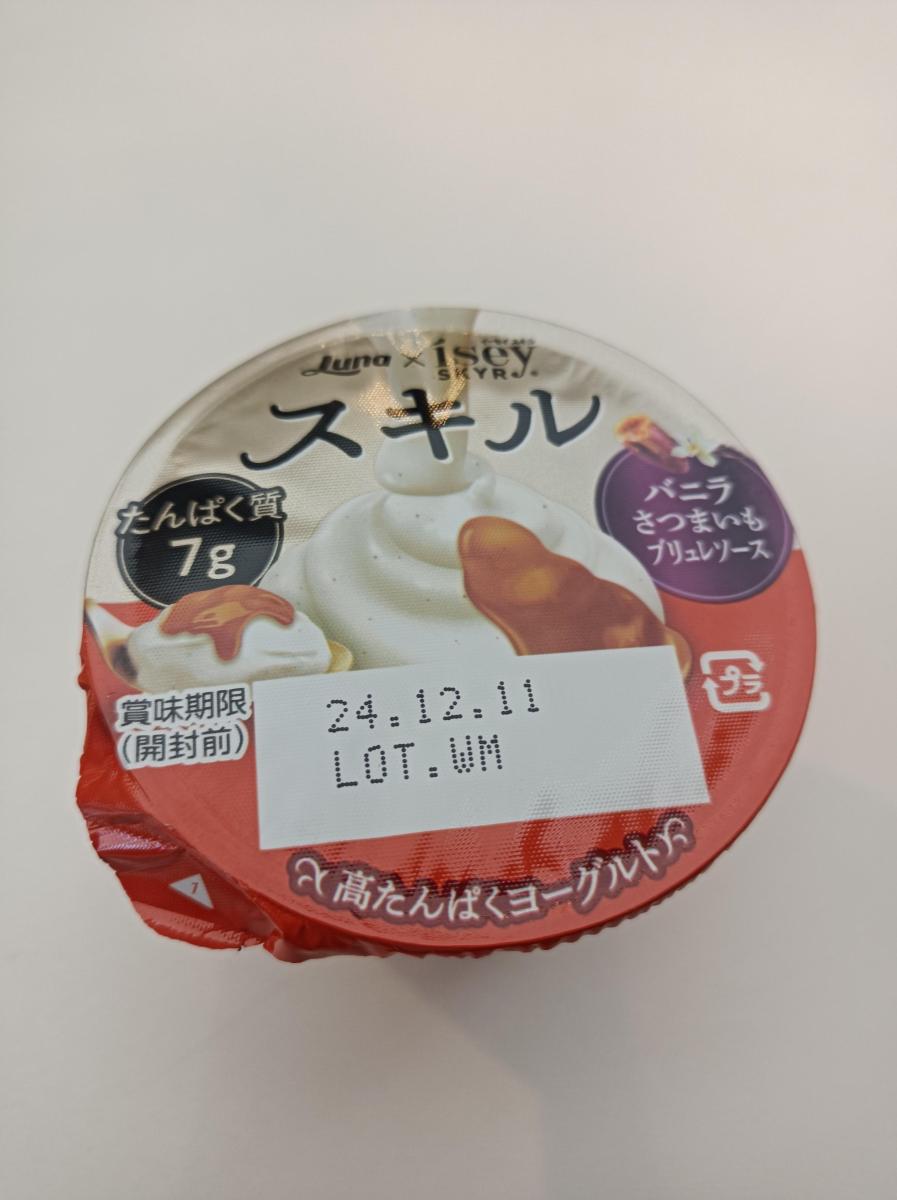 Luna × ísey
SKYR
スキル
たんぱく質
7g
バニラ
さつまいも
ブリュレソース
賞味期限
(開封前)
24.12.11
LOT.WM
プラ
高たんぱくヨーグルト